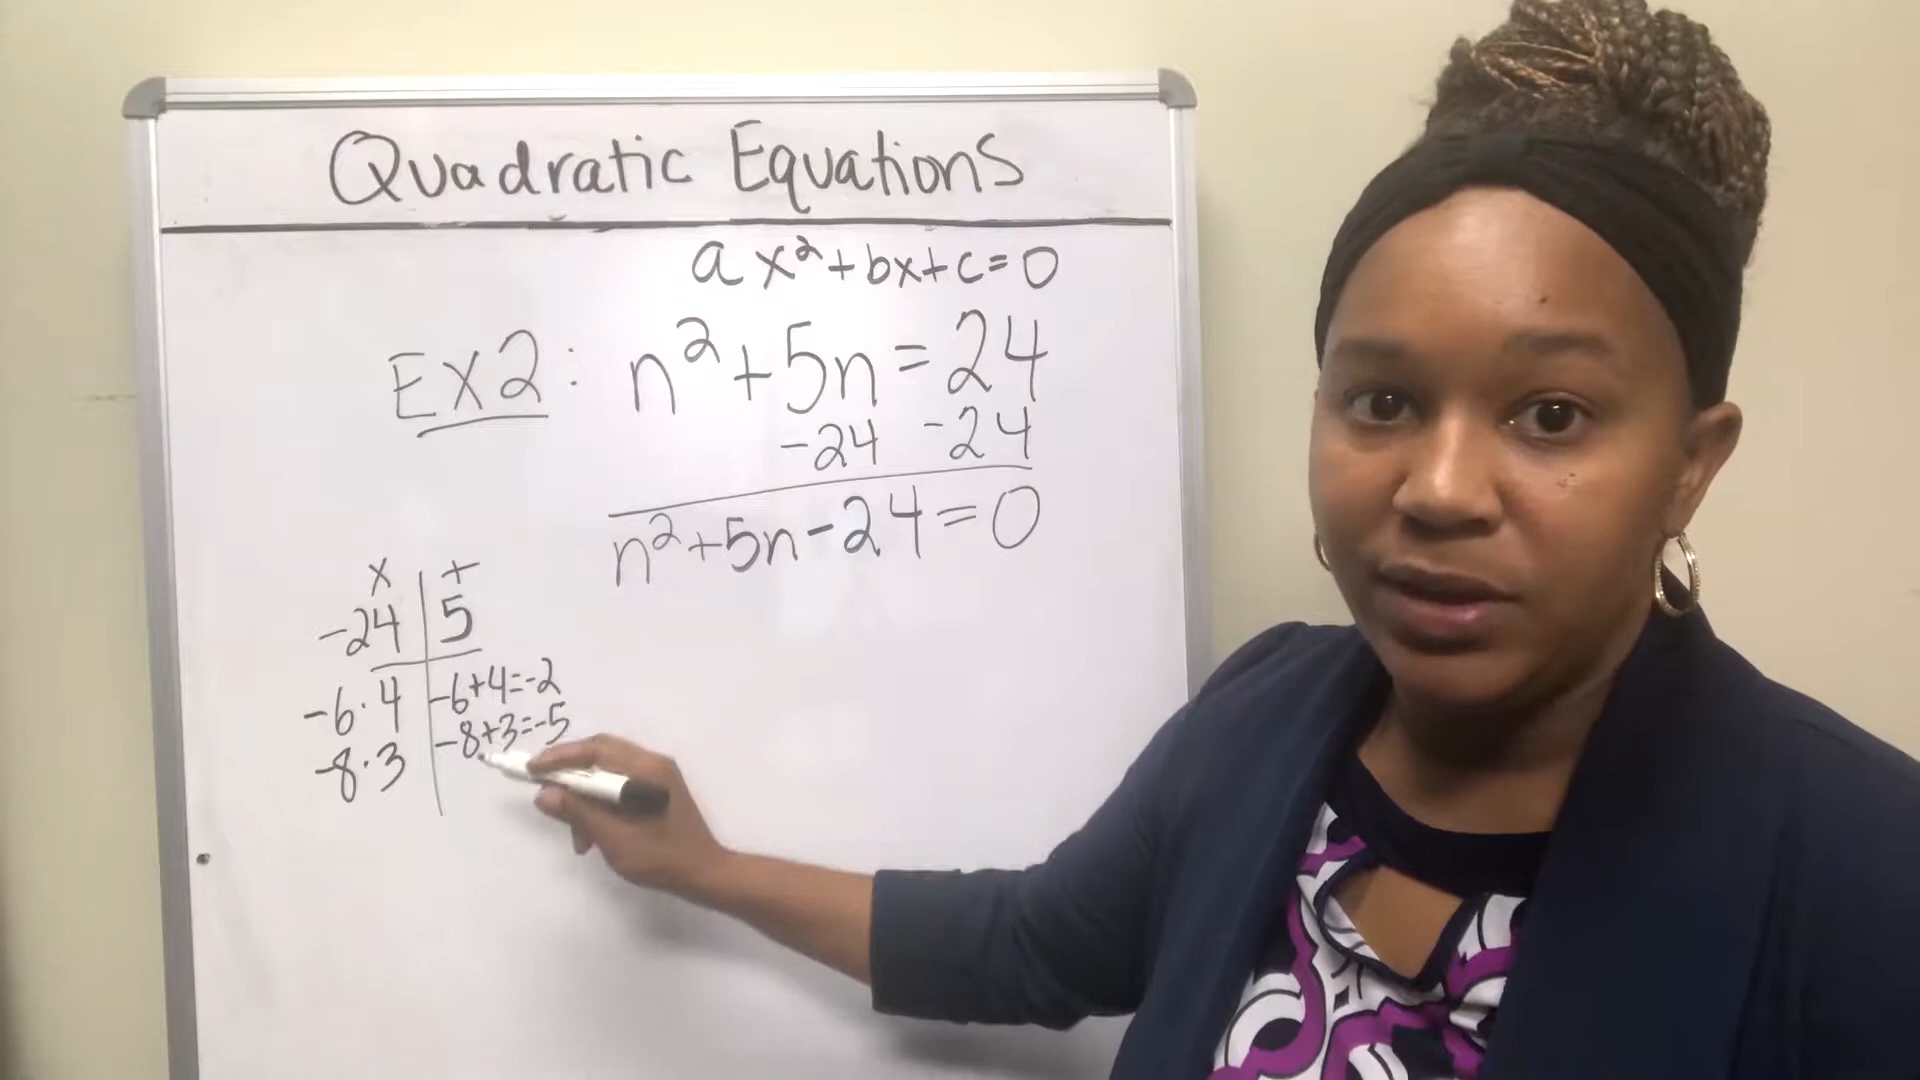 Quadratic Equations
ax²+bx+c=0
EX2: n²+5n=24
-24 -24
n²+5n-24=0
x +
-24 5
-6·4 -6+4=-2
-8·3 -8+3=-5